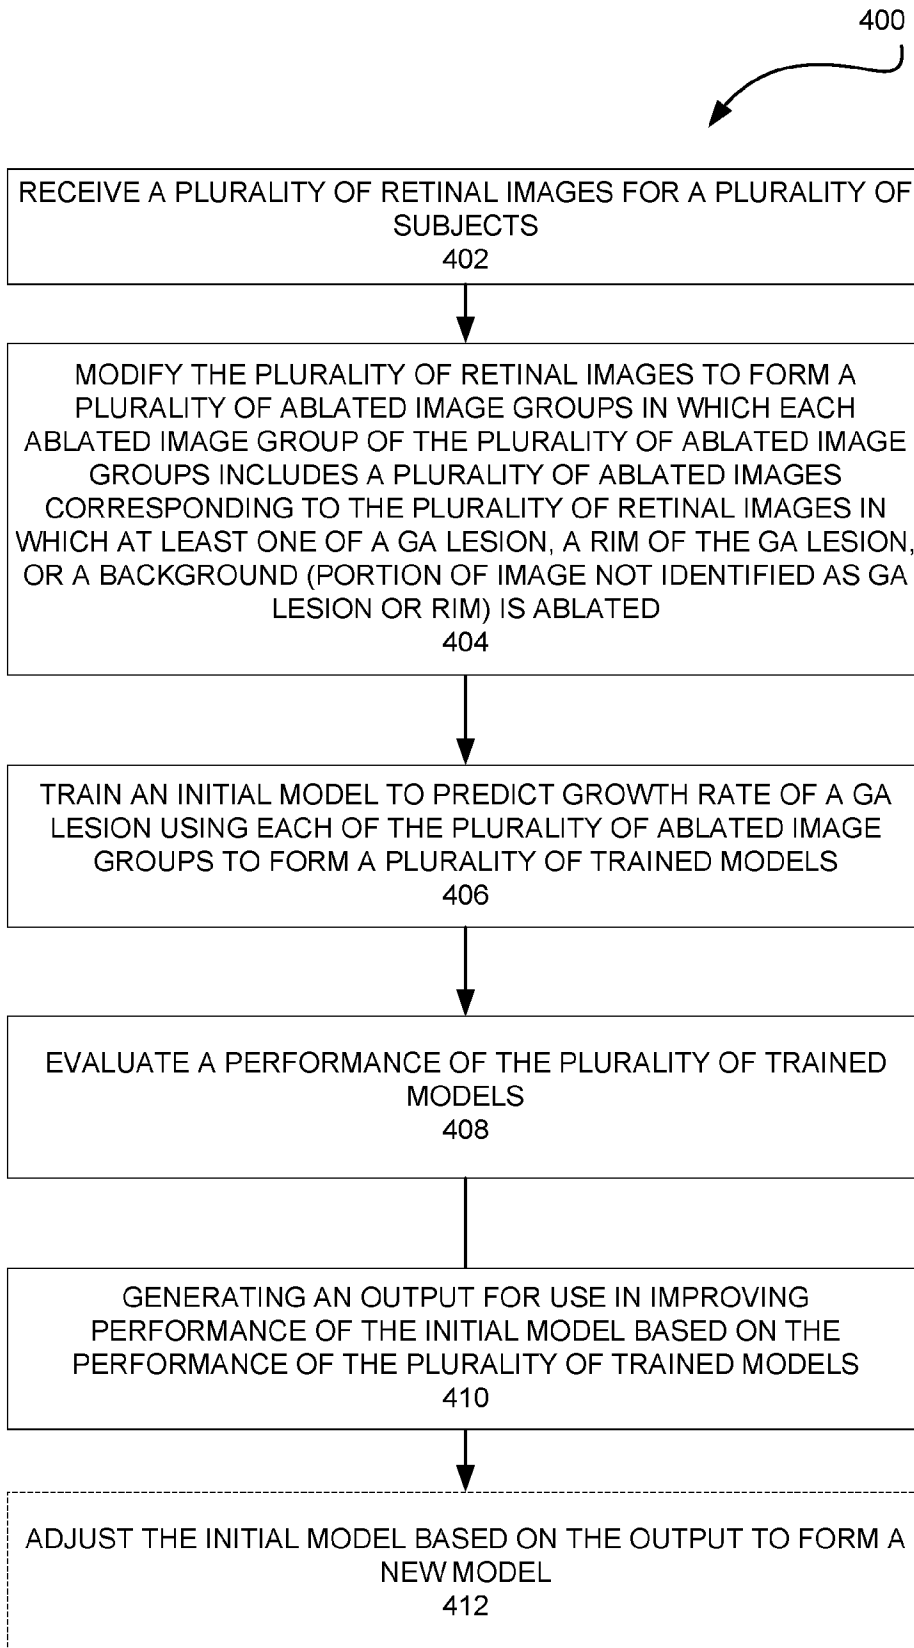 400
RECEIVE A PLURALITY OF RETINAL IMAGES FOR A PLURALITY OF
SUBJECTS
402
MODIFY THE PLURALITY OF RETINAL IMAGES TO FORM A
PLURALITY OF ABLATED IMAGE GROUPS IN WHICH EACH
ABLATED IMAGE GROUP OF THE PLURALITY OF ABLATED IMAGE
GROUPS INCLUDES A PLURALITY OF ABLATED IMAGES
CORRESPONDING TO THE PLURALITY OF RETINAL IMAGES IN
WHICH AT LEAST ONE OF A GA LESION, A RIM OF THE GA LESION,
OR A BACKGROUND (PORTION OF IMAGE NOT IDENTIFIED AS GA
LESION OR RIM) IS ABLATED
404
TRAIN AN INITIAL MODEL TO PREDICT GROWTH RATE OF A GA
LESION USING EACH OF THE PLURALITY OF ABLATED IMAGE
GROUPS TO FORM A PLURALITY OF TRAINED MODELS
406
EVALUATE A PERFORMANCE OF THE PLURALITY OF TRAINED
MODELS
408
GENERATING AN OUTPUT FOR USE IN IMPROVING
PERFORMANCE OF THE INITIAL MODEL BASED ON THE
PERFORMANCE OF THE PLURALITY OF TRAINED MODELS
410
ADJUST THE INITIAL MODEL BASED ON THE OUTPUT TO FORM A
NEW MODEL
412